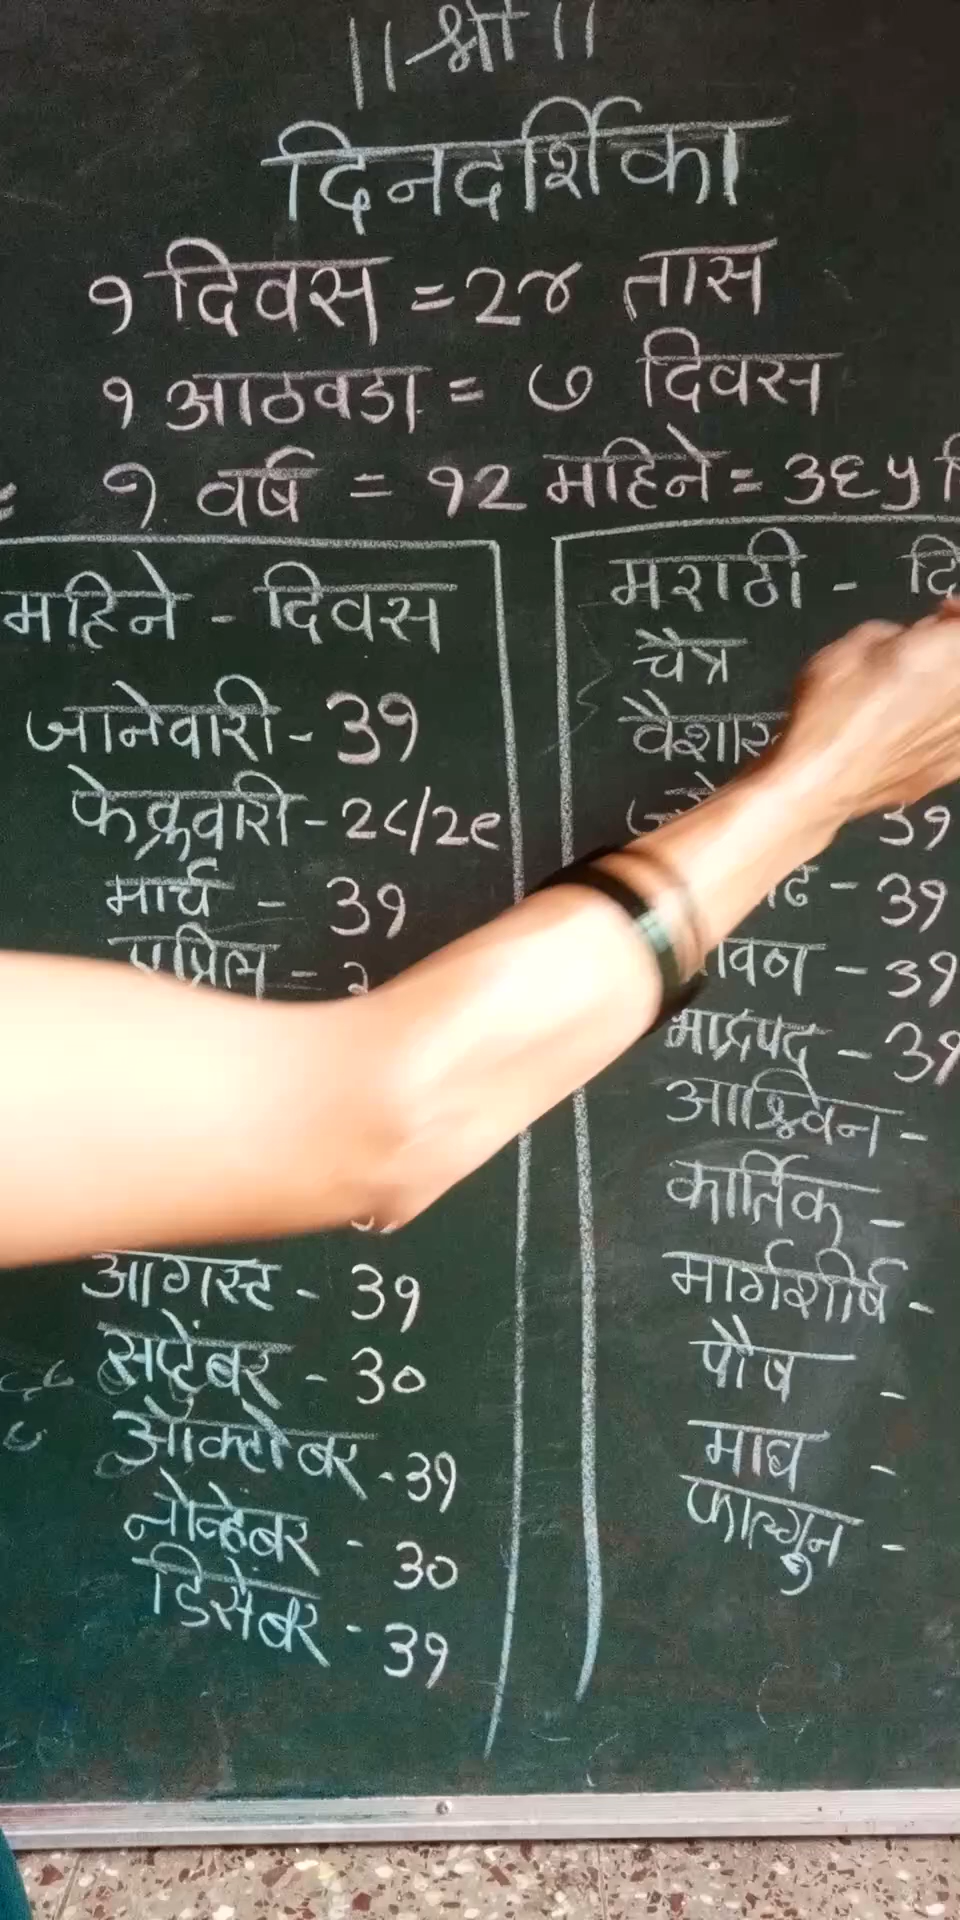 ॥ श्री ॥
दिनदर्शिका
१ दिवस = २४ तास
१ आठवडा = ७ दिवस
१ वर्ष = १२ महिने = ३६५
महिने - दिवस
जानेवारी - ३१
फेब्रुवारी - २८/२९
मार्च - ३१
एप्रिल -
आगस्ट - ३१
सप्टेंबर - ३०
ऑक्टोबर - ३१
नोव्हेंबर - ३०
डिसेंबर - ३१
मराठी -
चैत्र
३१
- ३१
- ३१
भाद्रपद - ३१
आश्विन -
कार्तिक -
मार्गशीर्ष -
पौष -
माघ -
फाल्गुन -